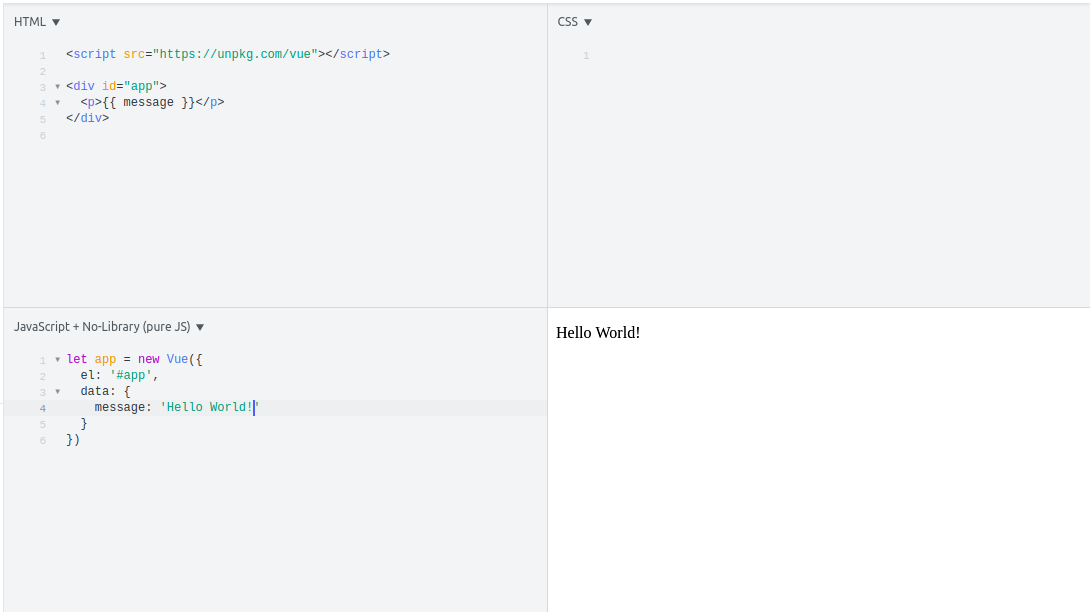 HTML ▼
1 <script src="https://unpkg.com/vue"></script>
2
3 ▼ <div id="app">
4 ▼   <p>{{ message }}</p>
5 </div>
6
CSS ▼
1
JavaScript + No-Library (pure JS) ▼
1 ▼ let app = new Vue({
2   el: '#app',
3 ▼   data: {
4     message: 'Hello World!'
5   }
6 })
Hello World!